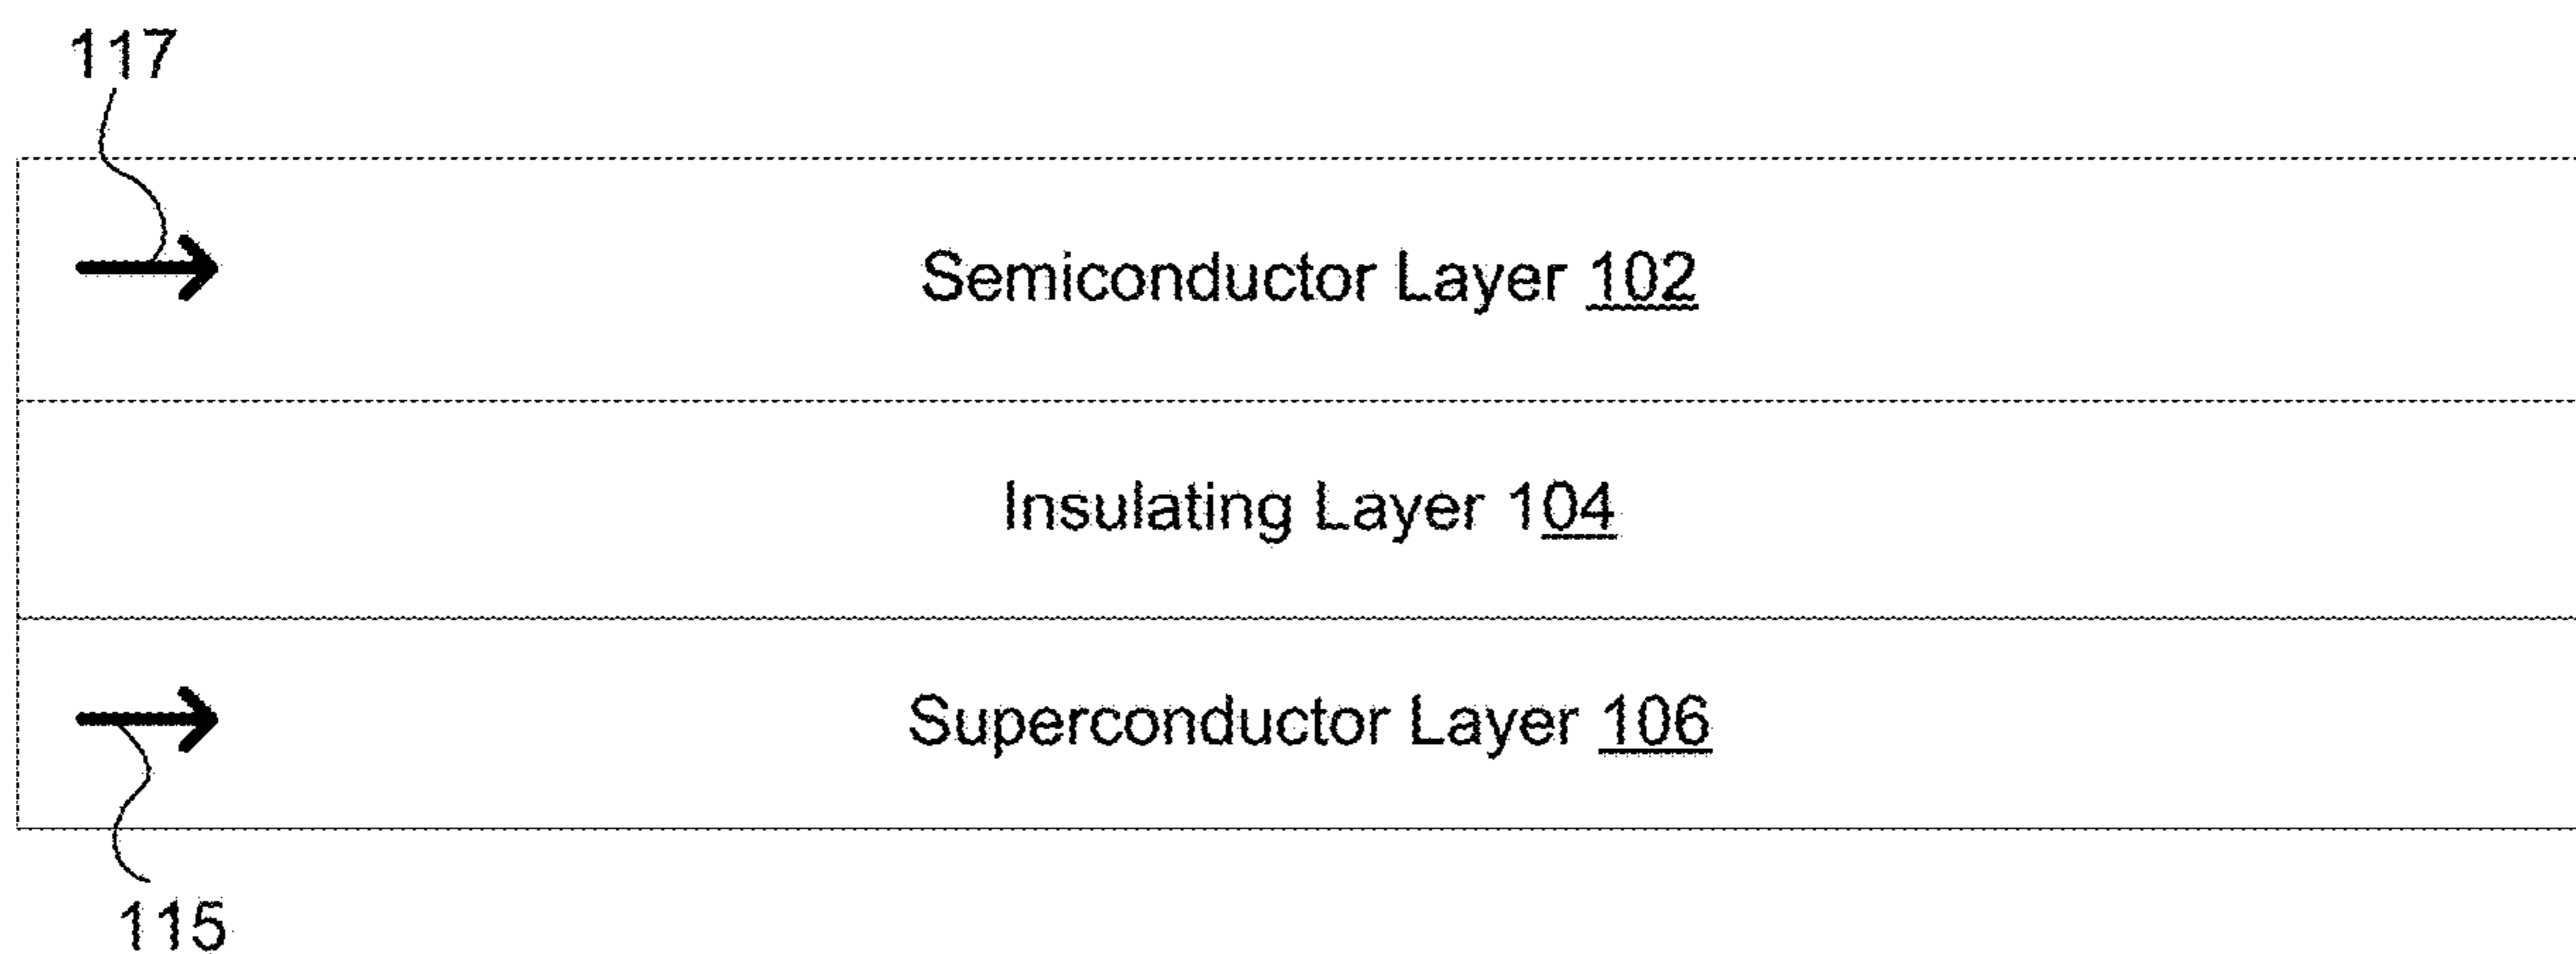 117
Semiconductor Layer 102
Insulating Layer 104
Superconductor Layer 106
115